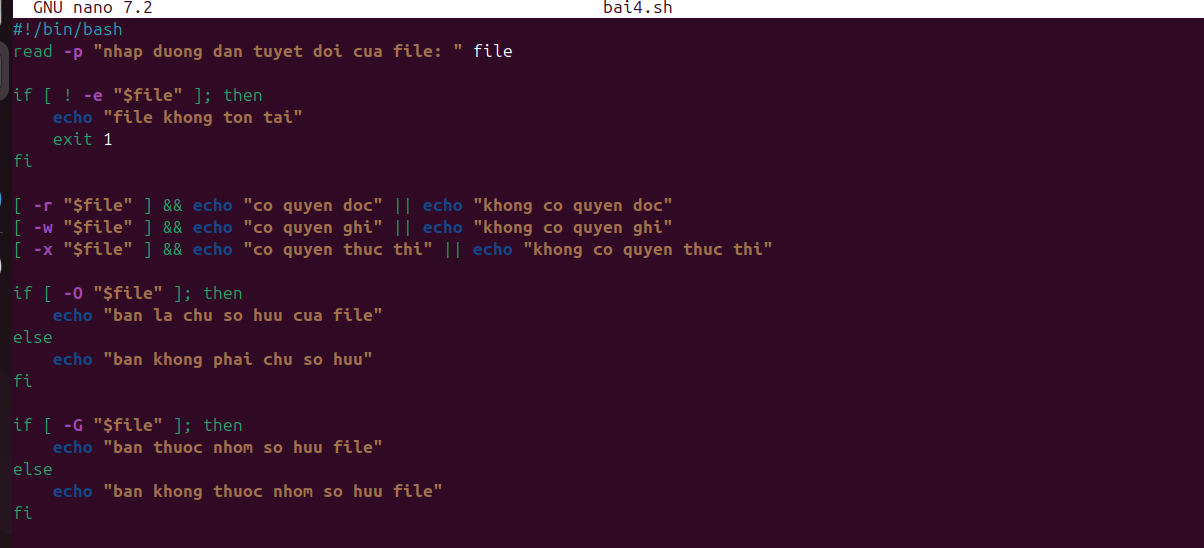 GNU nano 7.2 bai4.sh
#!/bin/bash
read -p "nhap duong dan tuyet doi cua file: " file
if [ ! -e "$file" ]; then
echo "file khong ton tai"
exit 1
fi
[ -r "$file" ] && echo "co quyen doc" || echo "khong co quyen doc"
[ -w "$file" ] && echo "co quyen ghi" || echo "khong co quyen ghi"
[ -x "$file" ] && echo "co quyen thuc thi" || echo "khong co quyen thuc thi"
if [ -O "$file" ]; then
echo "ban la chu so huu cua file"
else
echo "ban khong phai chu so huu"
fi
if [ -G "$file" ]; then
echo "ban thuoc nhom so huu file"
else
echo "ban khong thuoc nhom so huu file"
fi